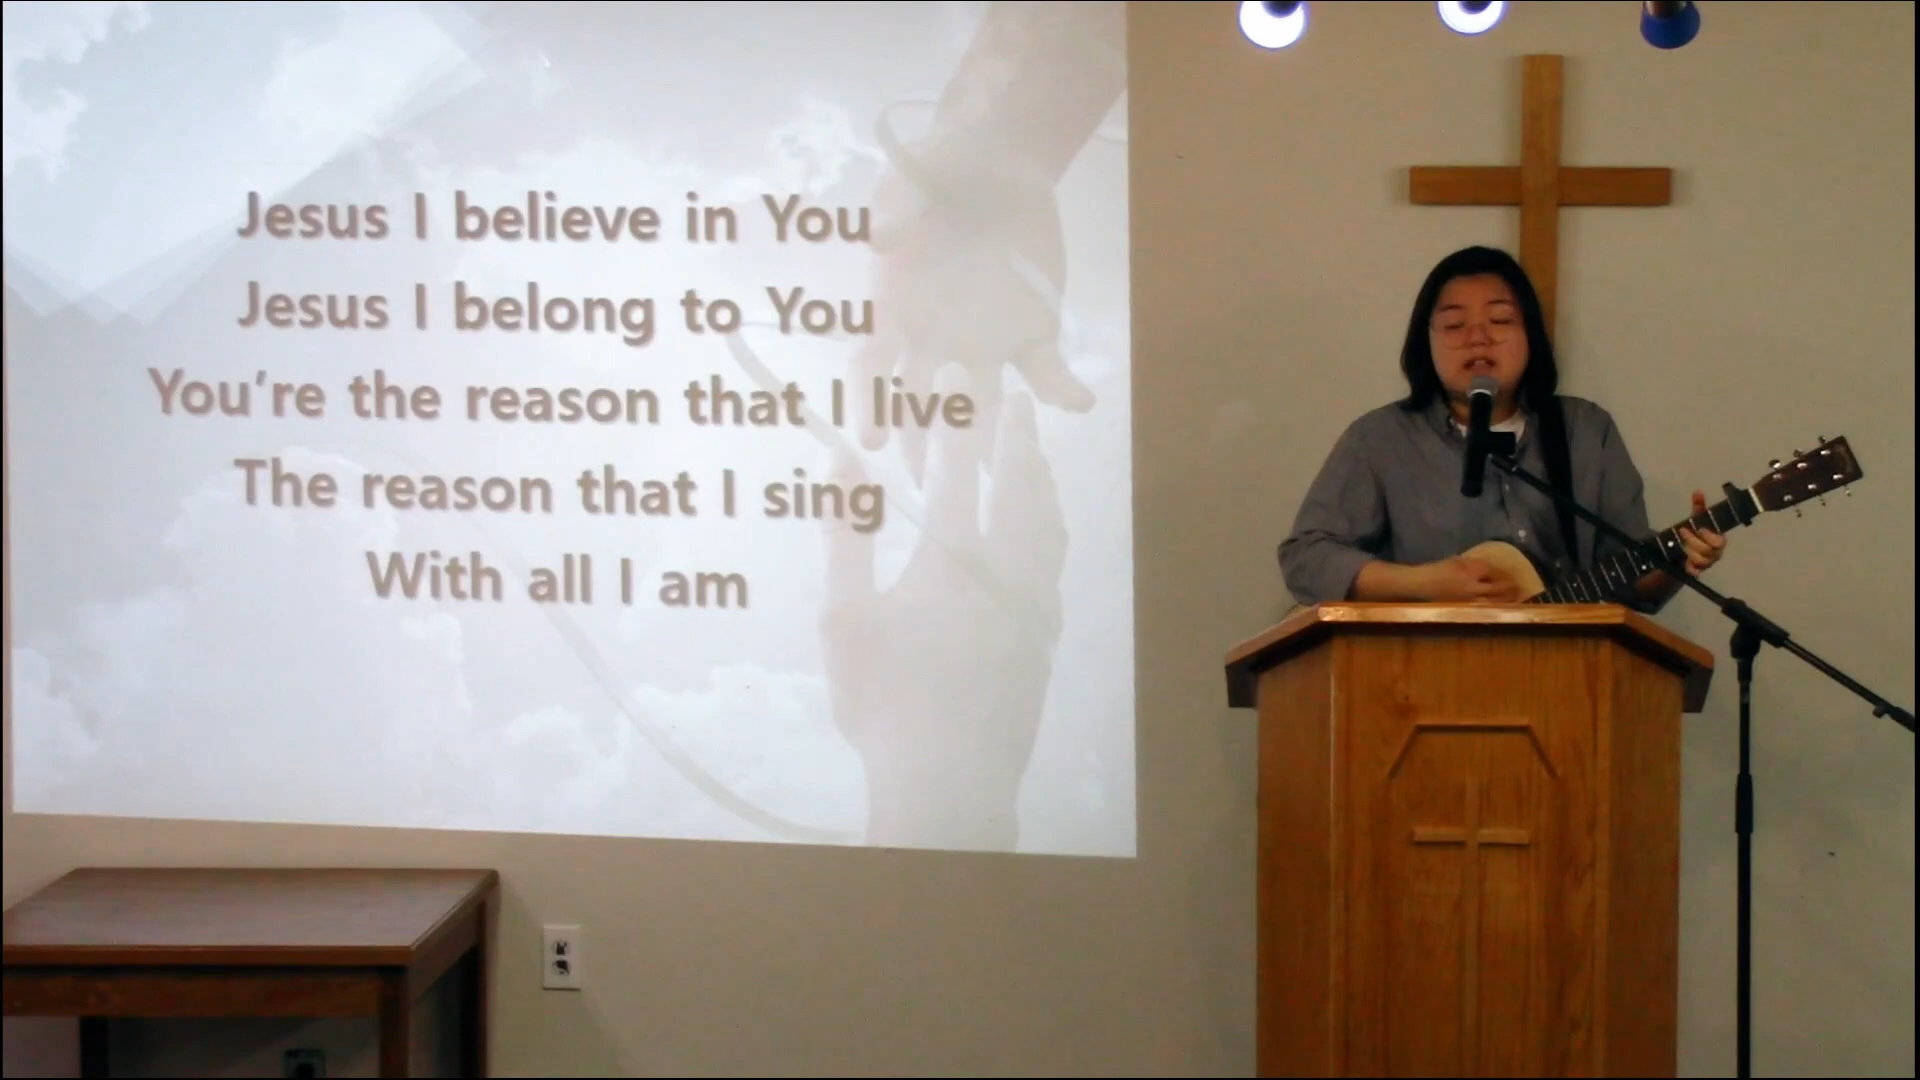 Jesus I believe in You
Jesus I belong to You
You're the reason that I live
The reason that I sing
With all I am